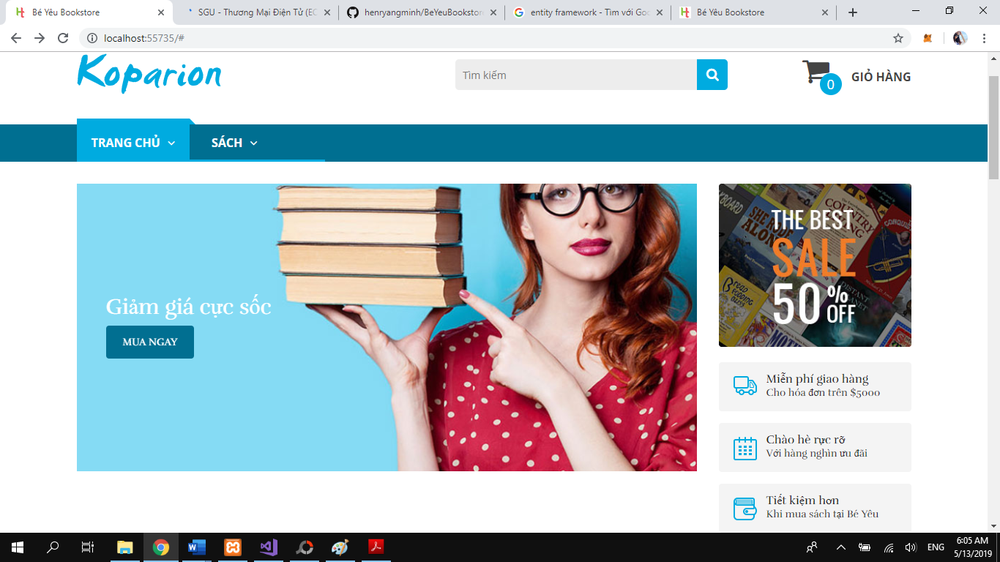 Bé Yêu Bookstore
SGU - Thương Mại Điện Tử (EC
henryangminh/BeYeuBookstor
entity framework - Tìm với Goo
Bé Yêu Bookstore
localhost:55735/#
Koparion
Tìm kiếm
0
GIỎ HÀNG
TRANG CHỦ
SÁCH
Giảm giá cực sốc
MUA NGAY
THE BEST
SALE
50% OFF
Miễn phí giao hàng
Cho hóa đơn trên $5000
Chào hè rực rỡ
Với hàng nghìn ưu đãi
Tiết kiệm hơn
Khi mua sách tại Bé Yêu
ENG
6:05 AM
5/13/2019